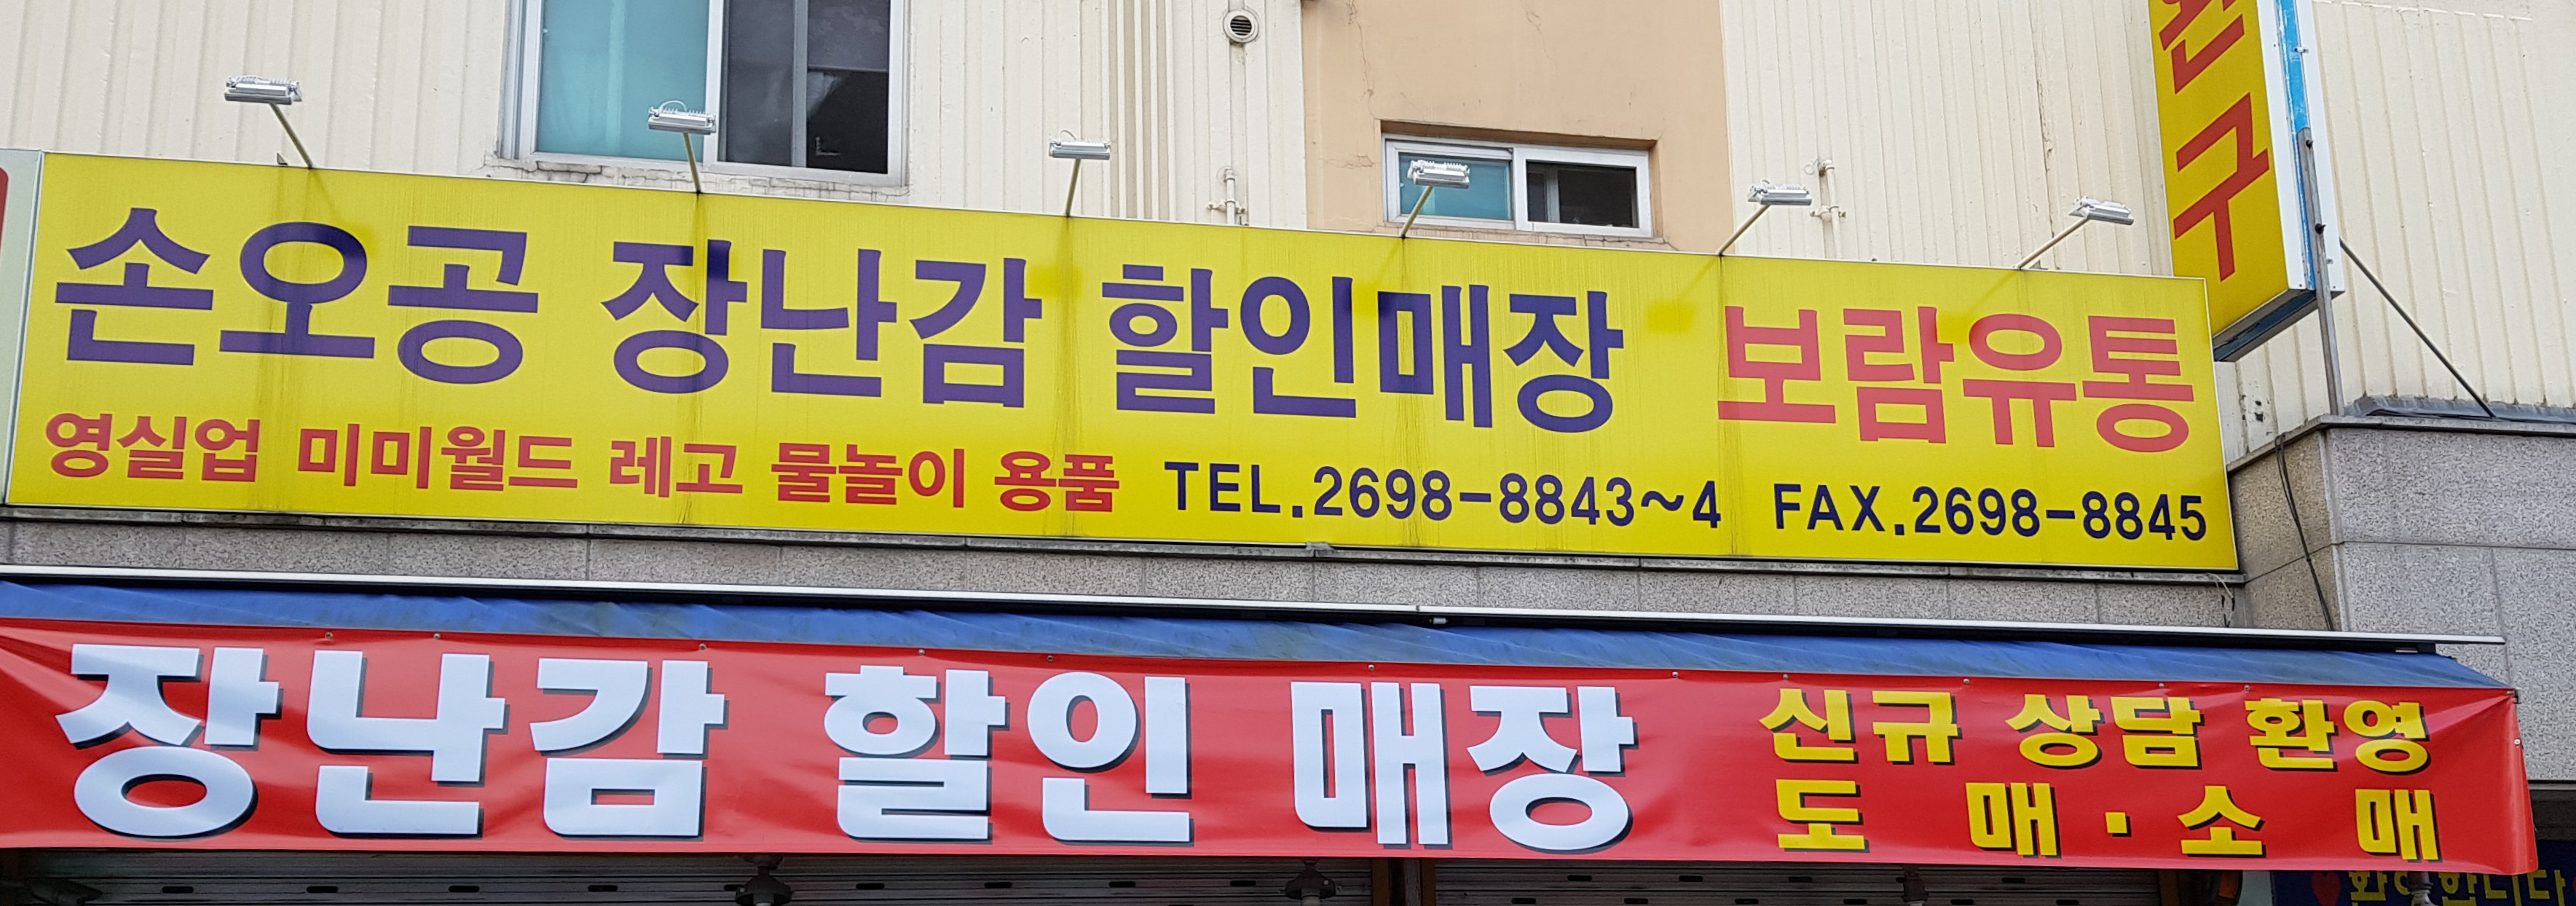 손오공 장난감 할인매장 보람유통
영실업 미미월드 레고 물놀이 용품 TEL.2698-8843~4 FAX.2698-8845
장난감 할인 매장
신규 상담 환영
도매·소매
구